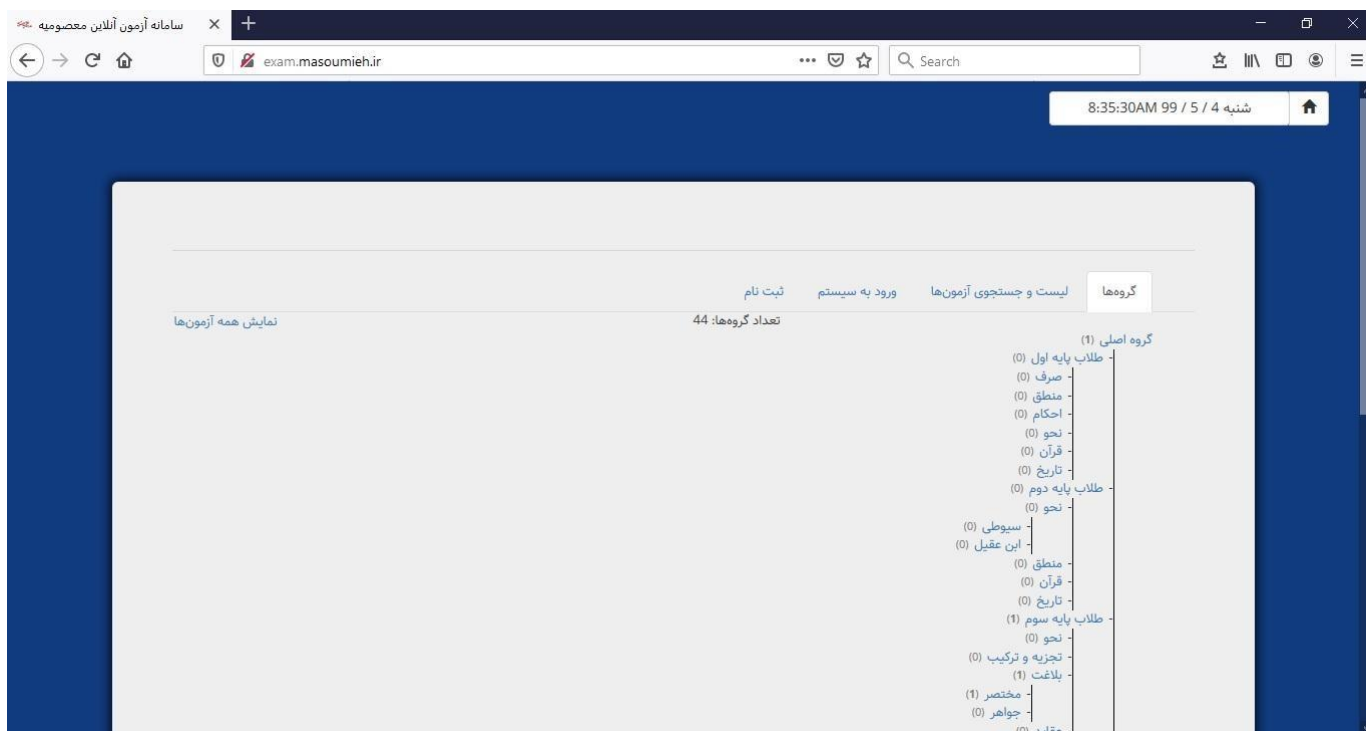 سامانه آزمون آنلاین معصومیه
exam.masoumieh.ir
Search
شنبه 4 / 5 / 99 8:35:30AM
گروه‌ها لیست و جستجوی آزمون‌ها ورود به سیستم ثبت نام
تعداد گروه‌ها: 44 نمایش همه آزمون‌ها
گروه اصلی (1)
- طلاب پایه اول (0)
- صرف (0)
- منطق (0)
- احکام (0)
- نحو (0)
- قرآن (0)
- تاریخ (0)
- طلاب پایه دوم (0)
- نحو (0)
- سیوطی (0)
- ابن عقیل (0)
- منطق (0)
- قرآن (0)
- تاریخ (0)
- طلاب پایه سوم (1)
- نحو (0)
- تجزیه و ترکیب (0)
- بلاغت (1)
- مختصر (1)
- جواهر (0)